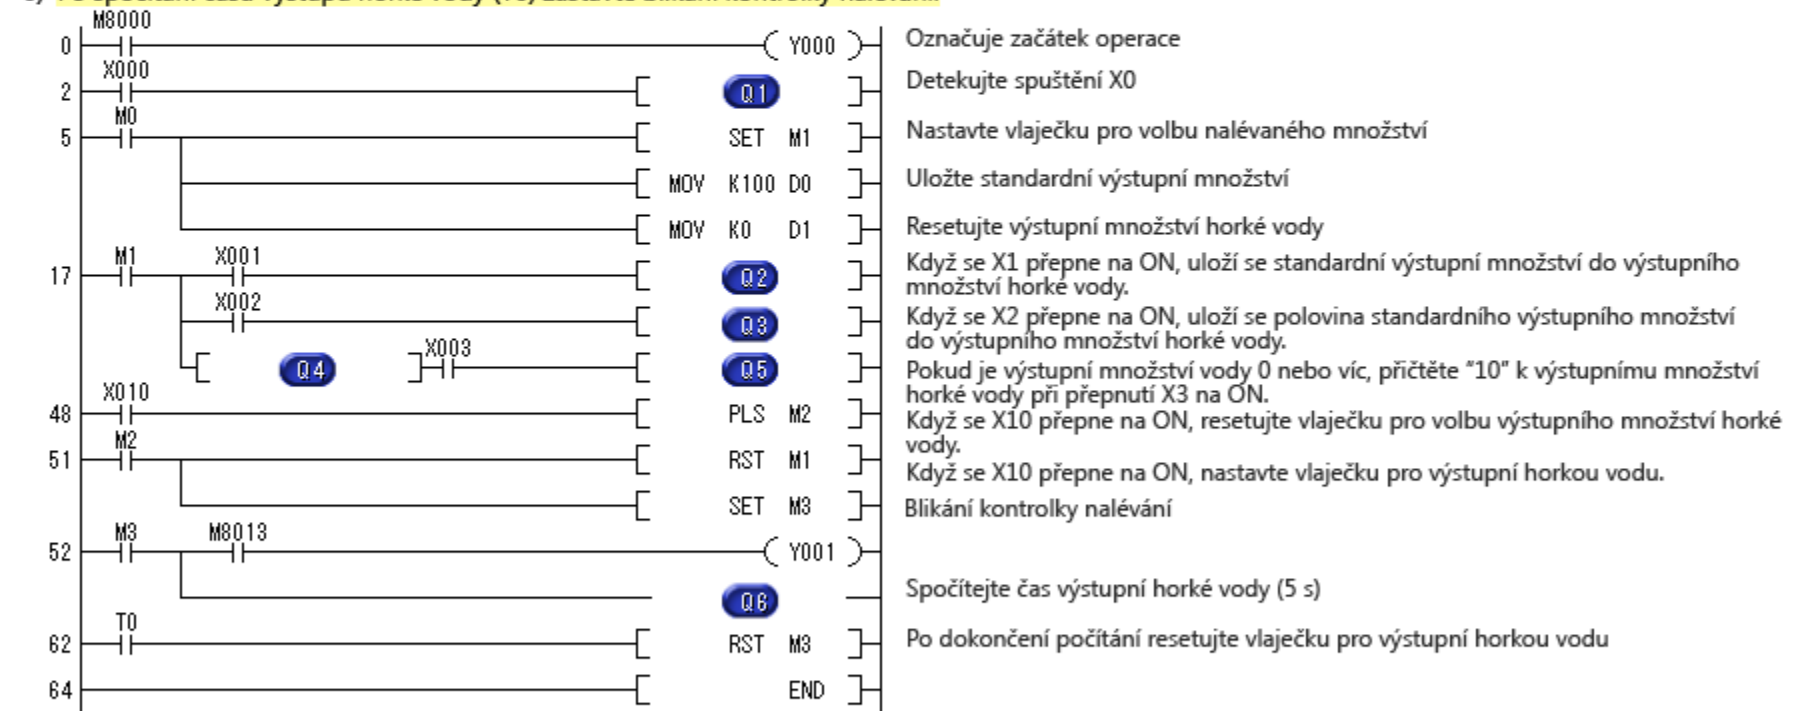 M8000
0 Y000 Označuje začátek operace
X000
2 Q1 Detekujte spuštění X0
M0
5 SET M1 Nastavte vlaječku pro volbu nalévaného množství
MOV K100 D0 Uložte standardní výstupní množství
MOV K0 D1 Resetujte výstupní množství horké vody
M1 X001
17 Q2 Když se X1 přepne na ON, uloží se standardní výstupní množství do výstupního
množství horké vody.
X002
Q3 Když se X2 přepne na ON, uloží se polovina standardního výstupního množství
do výstupního množství horké vody.
X003
Q4 Q5 Pokud je výstupní množství vody 0 nebo víc, přičtěte “10” k výstupnímu množství
horké vody při přepnutí X3 na ON.
X010
48 PLS M2 Když se X10 přepne na ON, resetujte vlaječku pro volbu výstupního množství horké
vody.
M2
51 RST M1 Když se X10 přepne na ON, nastavte vlaječku pro výstupní horkou vodu.
SET M3 Blikání kontrolky nalévání
M3 M8013
52 Y001
Q6 Spočítejte čas výstupní horké vody (5 s)
T0
62 RST M3 Po dokončení počítání resetujte vlaječku pro výstupní horkou vodu
64 END